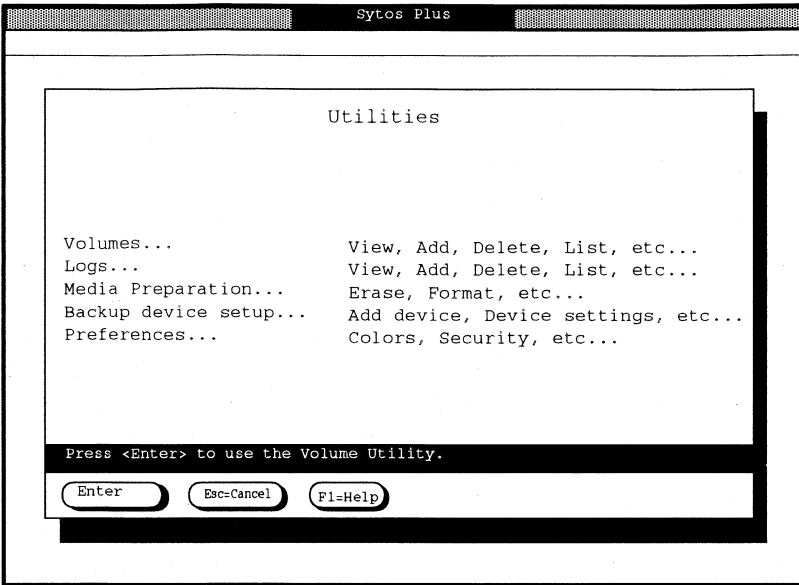 Sytos Plus
Utilities
Volumes... View, Add, Delete, List, etc...
Logs... View, Add, Delete, List, etc...
Media Preparation... Erase, Format, etc...
Backup device setup... Add device, Device settings, etc...
Preferences... Colors, Security, etc...
Press <Enter> to use the Volume Utility.
Enter Esc=Cancel F1=Help